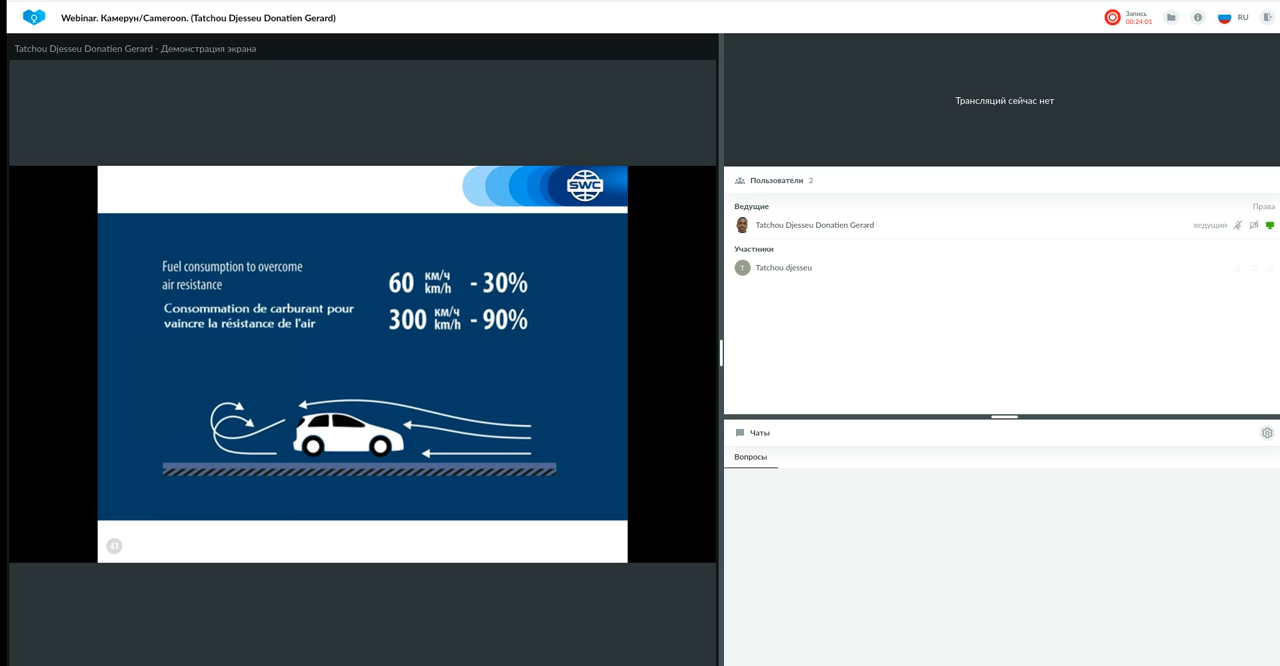 Webinar. Камерун/Cameroon. (Tatchou Djesseu Donatien Gerard)
Запись
00:24:01
RU
Tatchou Djesseu Donatien Gerard - Демонстрация экрана
Трансляций сейчас нет
SWC
Fuel consumption to overcome
air resistance
Consommation de carburant pour
vaincre la résistance de l'air
60 км/ч km/h - 30%
300 км/ч km/h - 90%
43
Пользователи 2
Ведущие Права
Tatchou Djesseu Donatien Gerard ведущий
Участники
T Tatchou djesseu
Чаты
Вопросы